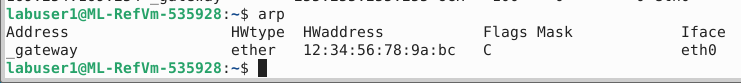 labuser1@ML-RefVm-535928:~$ arp
Address HWtype HWaddress Flags Mask Iface
_gateway ether 12:34:56:78:9a:bc C eth0
labuser1@ML-RefVm-535928:~$